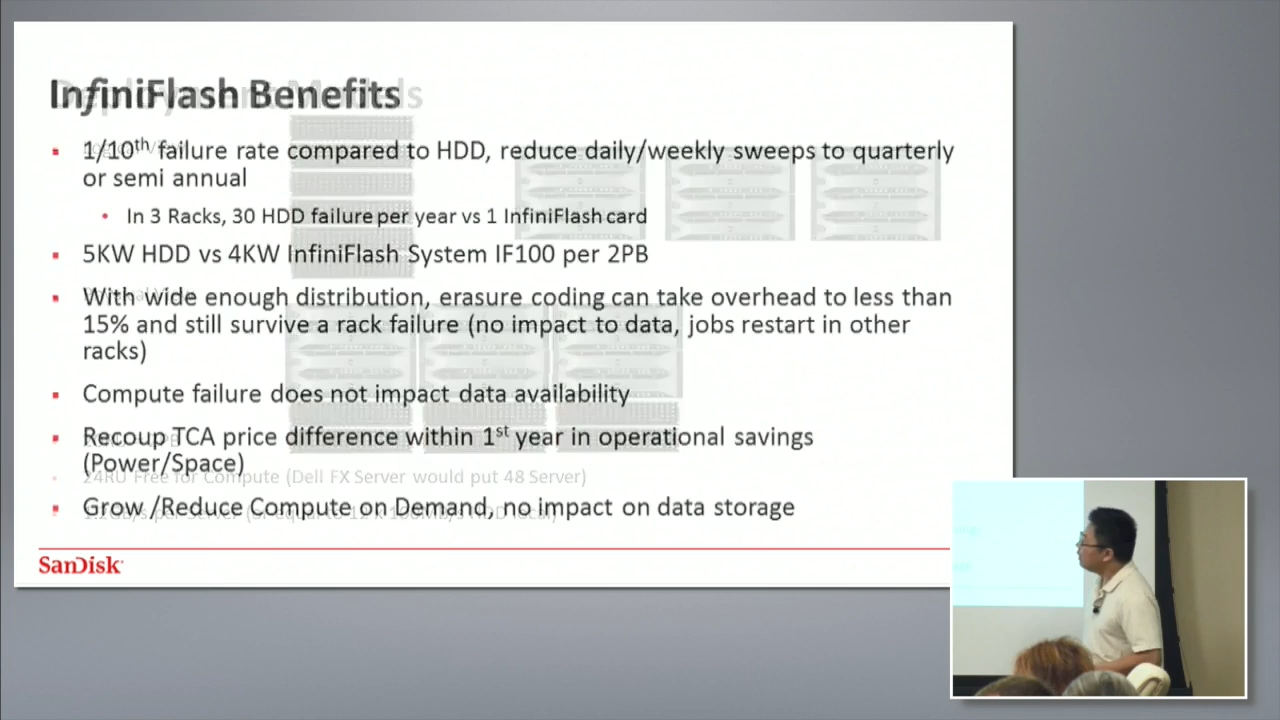 InfiniFlash Benefits
1/10th failure rate compared to HDD, reduce daily/weekly sweeps to quarterly
or semi annual
In 3 Racks, 30 HDD failure per year vs 1 InfiniFlash card
5KW HDD vs 4KW InfiniFlash System IF100 per 2PB
With wide enough distribution, erasure coding can take overhead to less than
15% and still survive a rack failure (no impact to data, jobs restart in other
racks)
Compute failure does not impact data availability
Recoup TCA price difference within 1st year in operational savings
(Power/Space)
24RU Free for Compute (Dell FX Server would put 48 Server)
Grow /Reduce Compute on Demand, no impact on data storage
SanDisk